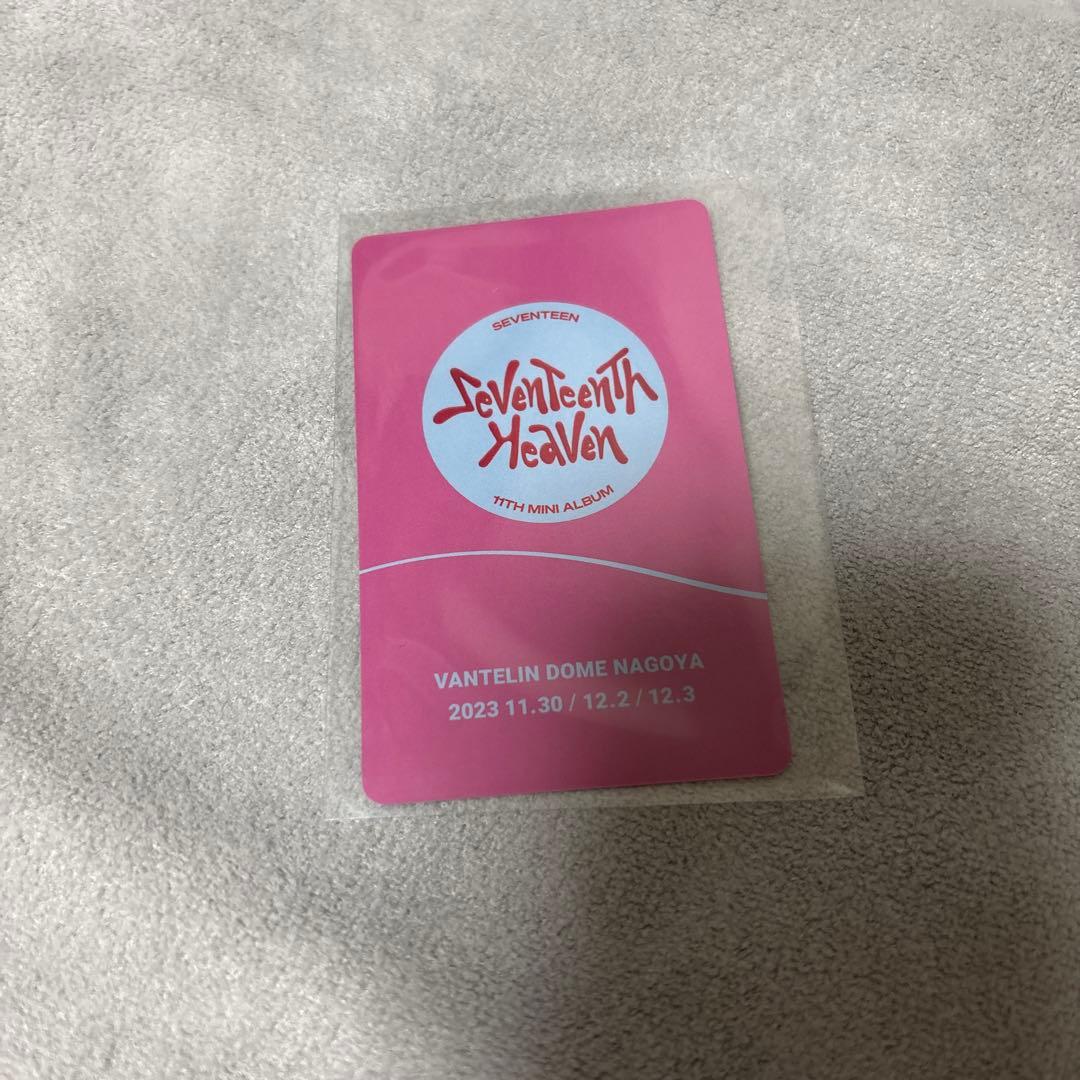 SEVENTEEN
SEVENTEENTH
HEAVEN
11TH MINI ALBUM
VANTELIN DOME NAGOYA
2023 11.30 / 12.2 / 12.3